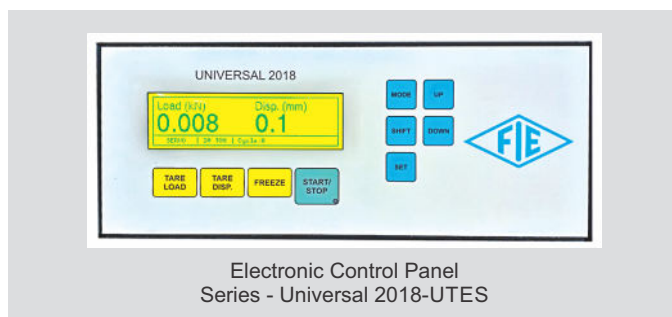 UNIVERSAL 2018
Load (kN) Disp. (mm)
0.008 0.1
Cycle
MODE UP
SHIFT DOWN
SET
TARE LOAD
TARE DISP.
FREEZE
START/ STOP
FIE
Electronic Control Panel
Series - Universal 2018-UTES